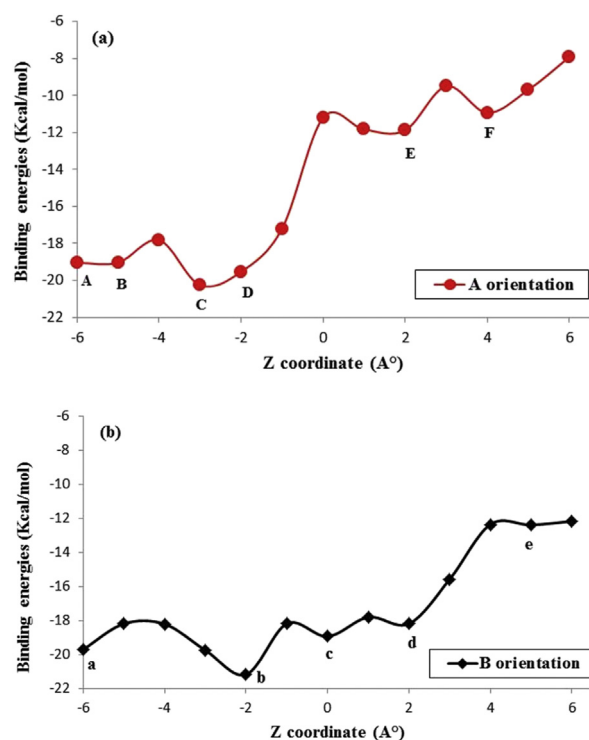 (a)
Binding energies (Kcal/mol)
-6
-8
-10
-12
-14
-16
-18
-20
-22
A
B
C
D
E
F
A orientation
-6 -4 -2 0 2 4 6
Z coordinate (A°)
(b)
Binding energies (Kcal/mol)
-6
-8
-10
-12
-14
-16
-18
-20
-22
a
b
c
d
e
B orientation
-6 -4 -2 0 2 4 6
Z coordinate (A°)